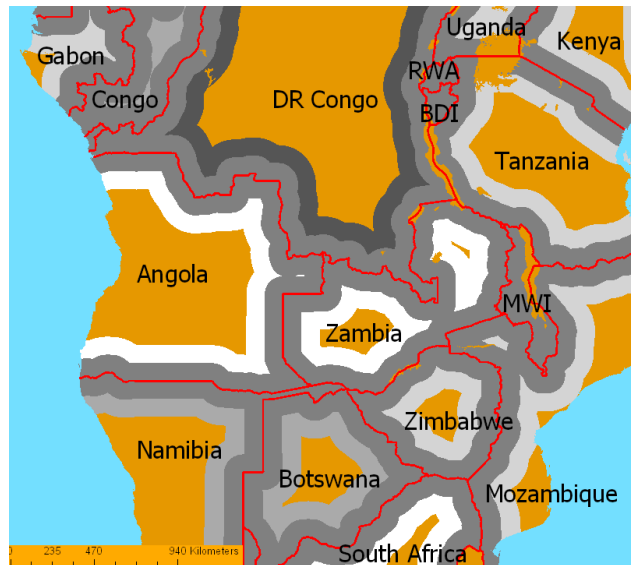 Uganda
Kenya
Gabon
RWA
Congo
DR Congo
BDI
Tanzania
Angola
MWI
Zambia
Zimbabwe
Namibia
Botswana
Mozambique
South Africa
0 235 470 940 Kilometers